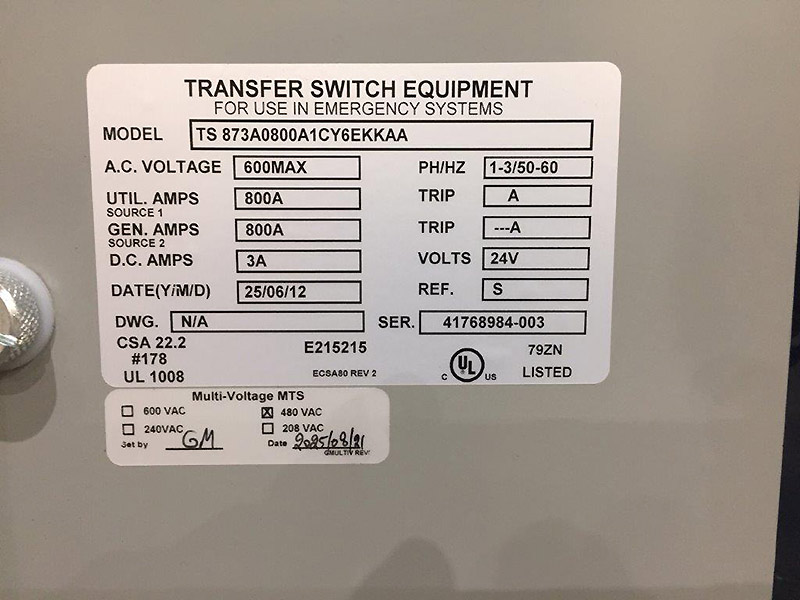 TRANSFER SWITCH EQUIPMENT
FOR USE IN EMERGENCY SYSTEMS
MODEL TS 873A0800A1CY6EKKAA
A.C. VOLTAGE 600MAX PH/HZ 1-3/50-60
UTIL. AMPS 800A TRIP A
SOURCE 1
GEN. AMPS 800A TRIP ---A
SOURCE 2
D.C. AMPS 3A VOLTS 24V
DATE(Y/M/D) 25/06/12 REF. S
DWG. N/A SER. 41768984-003
CSA 22.2 E215215 79ZN
#178
UL 1008 ECSA80 REV 2 C UL US LISTED
Multi-Voltage MTS
600 VAC 480 VAC
240VAC 208 VAC
Set by GM Date 2025/08/21
GMULTIV REV1